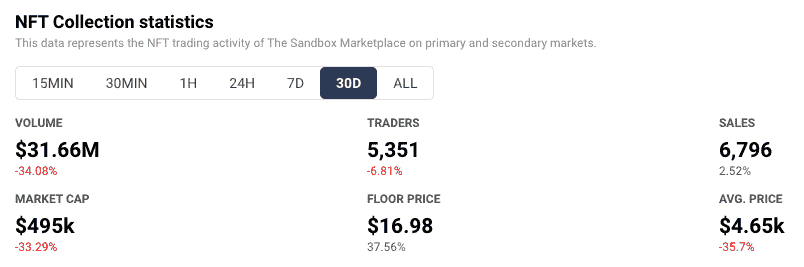 NFT Collection statistics
This data represents the NFT trading activity of The Sandbox Marketplace on primary and secondary markets.
15MIN 30MIN 1H 24H 7D 30D ALL
VOLUME TRADERS SALES
$31.66M 5,351 6,796
-34.08% -6.81% 2.52%
MARKET CAP FLOOR PRICE AVG. PRICE
$495k $16.98 $4.65k
-33.29% 37.56% -35.7%